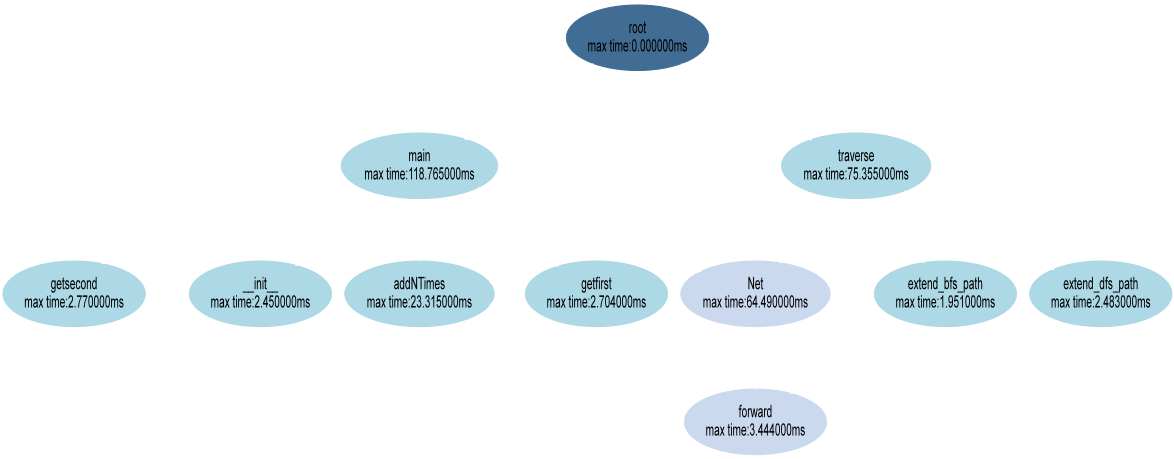 root
max time:0.000000ms
main
max time:118.765000ms
traverse
max time:75.355000ms
getsecond
max time:2.770000ms
__init__
max time:2.450000ms
addNTimes
max time:23.315000ms
getfirst
max time:2.704000ms
Net
max time:64.490000ms
extend_bfs_path
max time:1.951000ms
extend_dfs_path
max time:2.483000ms
forward
max time:3.444000ms